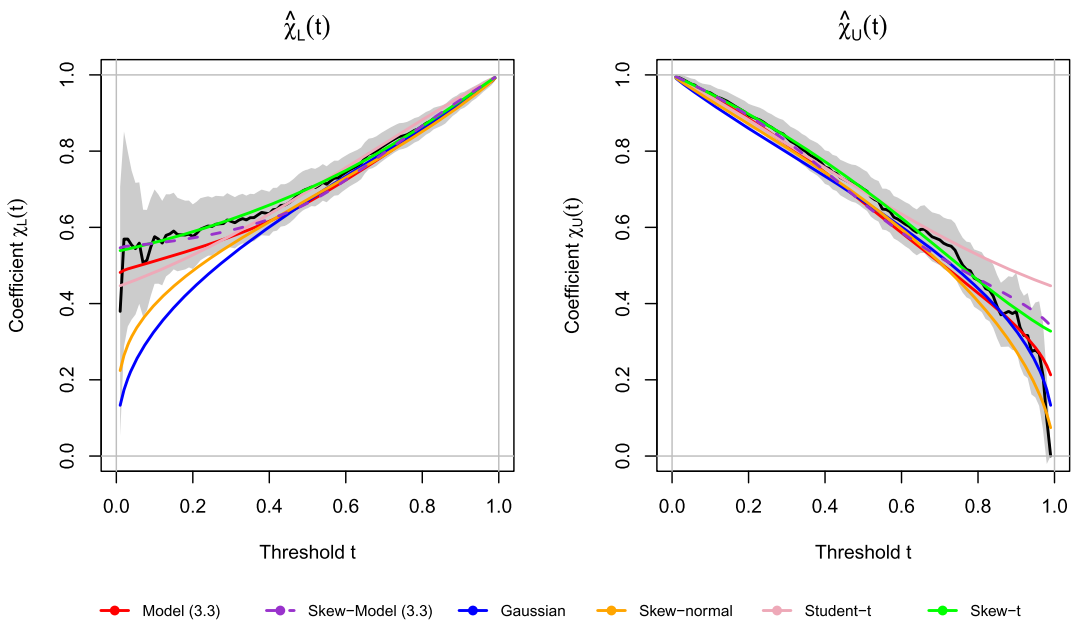 χ̂L(t)
χ̂U(t)
Coefficient χL(t)
1.0
0.8
0.6
0.4
0.2
0.0
0.0 0.2 0.4 0.6 0.8 1.0
Threshold t
Coefficient χU(t)
1.0
0.8
0.6
0.4
0.2
0.0
0.0 0.2 0.4 0.6 0.8 1.0
Threshold t
Model (3.3) Skew−Model (3.3) Gaussian Skew−normal Student−t Skew−t